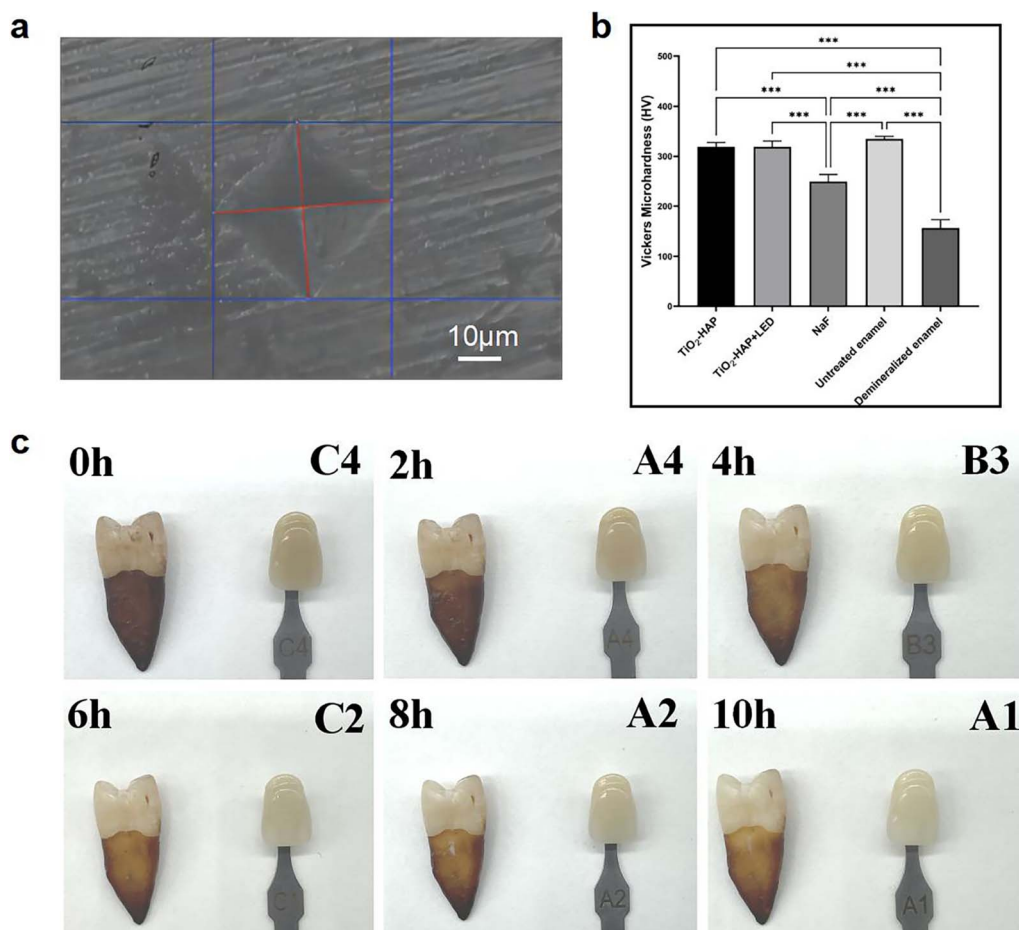 a
10μm
b
***
***
*** ***
*** *** ***
500
400
300
200
100
0
Vickers Microhardness (HV)
TiO₂-HAP
TiO₂-HAP+LED
NaF
Untreated enamel
Demineralized enamel
c
0h C4
C4
2h A4
A4
4h B3
B3
6h C2
C1
8h A2
A2
10h A1
A1